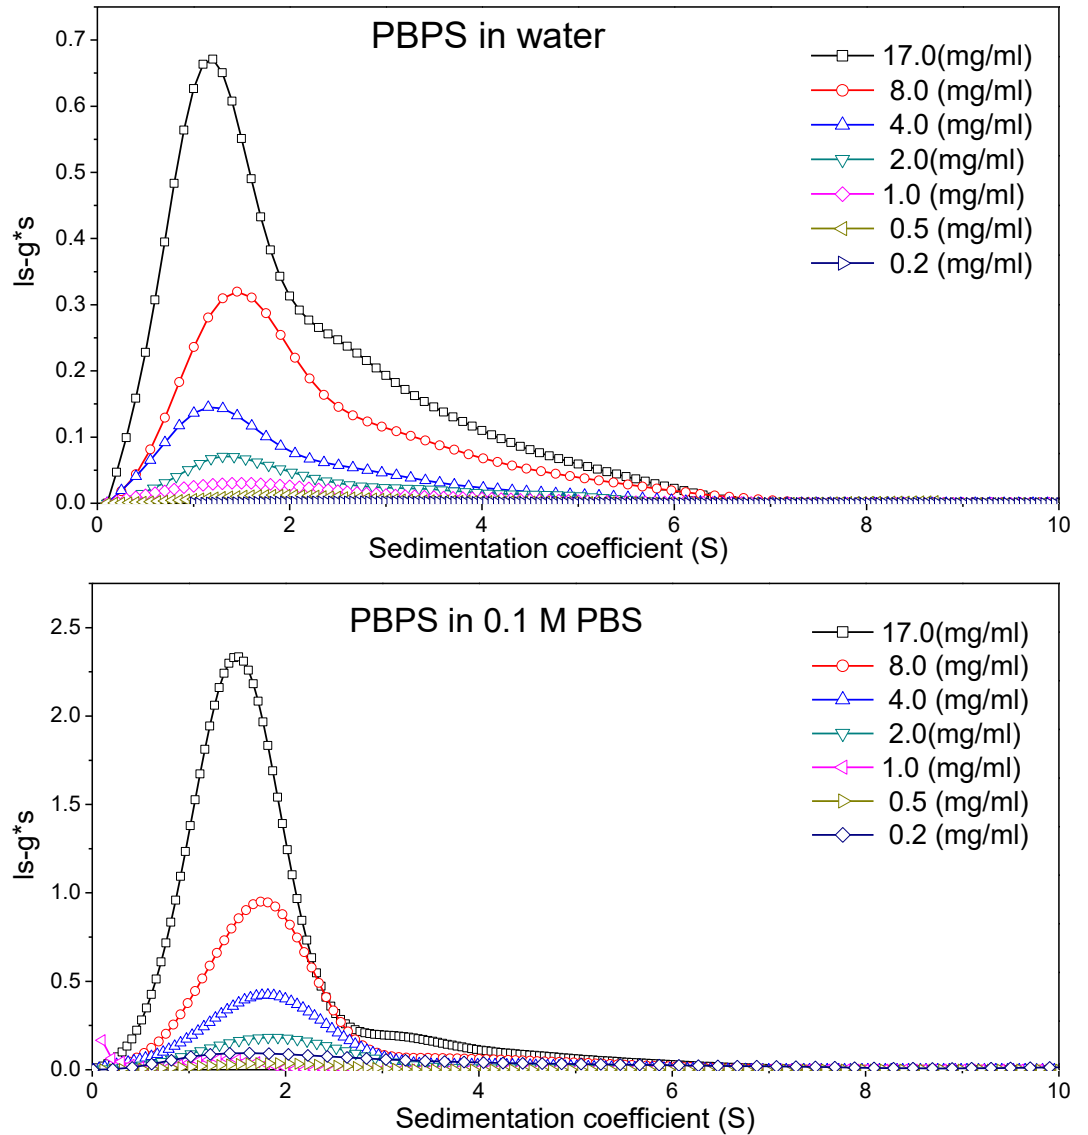 PBPS in water
17.0(mg/ml)
8.0 (mg/ml)
4.0 (mg/ml)
2.0(mg/ml)
1.0 (mg/ml)
0.5 (mg/ml)
0.2 (mg/ml)
ls-g*s
0.7
0.6
0.5
0.4
0.3
0.2
0.1
0.0
0 2 4 6 8 10
Sedimentation coefficient (S)
PBPS in 0.1 M PBS
17.0(mg/ml)
8.0 (mg/ml)
4.0 (mg/ml)
2.0(mg/ml)
1.0 (mg/ml)
0.5 (mg/ml)
0.2 (mg/ml)
ls-g*s
2.5
2.0
1.5
1.0
0.5
0.0
0 2 4 6 8 10
Sedimentation coefficient (S)